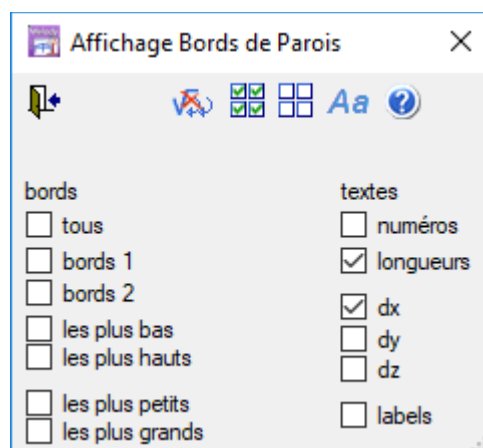 Affichage Bords de Parois
Aa ?
bords
tous
bords 1
bords 2
les plus bas
les plus hauts
les plus petits
les plus grands
textes
numéros
longueurs
dx
dy
dz
labels